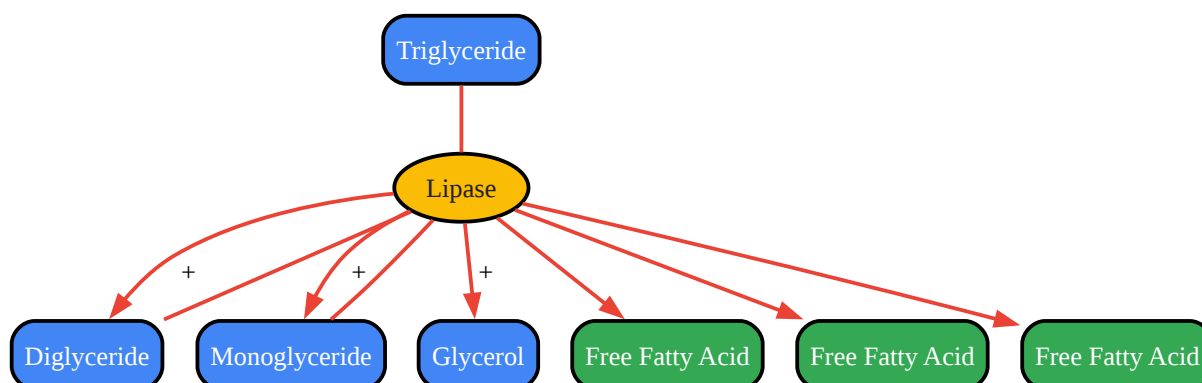 Triglyceride
Lipase
+
+
+
Diglyceride
Monoglyceride
Glycerol
Free Fatty Acid
Free Fatty Acid
Free Fatty Acid